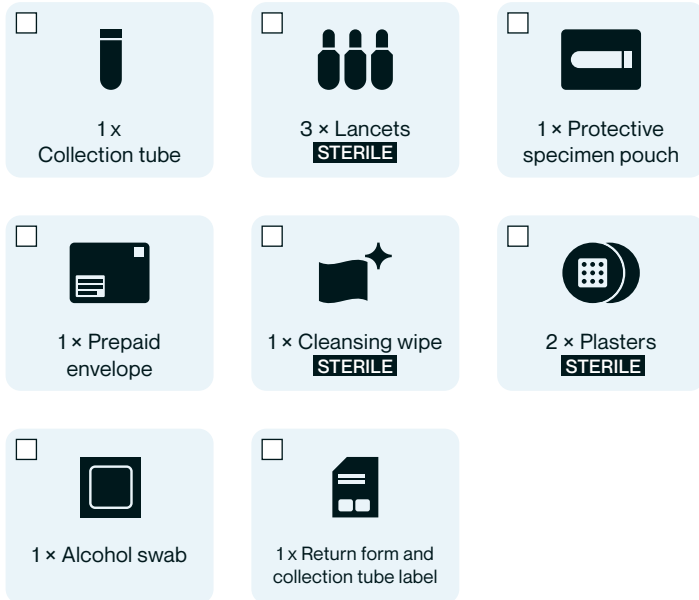 1 x
Collection tube
3 × Lancets
STERILE
1 × Protective
specimen pouch
1 × Prepaid
envelope
1 × Cleansing wipe
STERILE
2 × Plasters
STERILE
1 × Alcohol swab
1 x Return form and
collection tube label